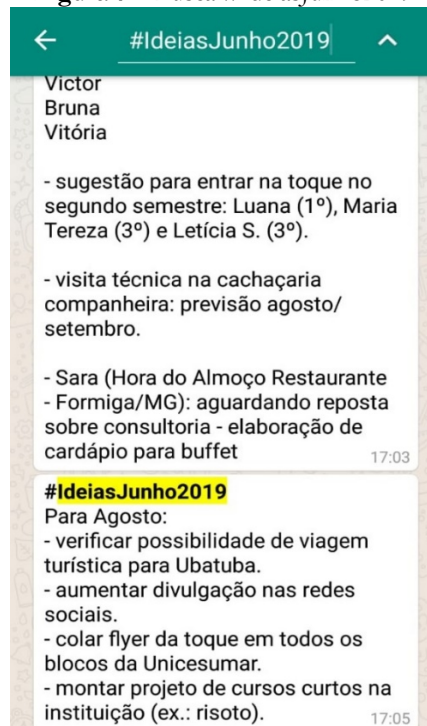 #IdeiasJunho2019
Victor
Bruna
Vitória
- sugestão para entrar na toque no
segundo semestre: Luana (1º), Maria
Tereza (3º) e Letícia S. (3º).
- visita técnica na cachaçaria
companheira: previsão agosto/
setembro.
- Sara (Hora do Almoço Restaurante
- Formiga/MG): aguardando reposta
sobre consultoria - elaboração de
cardápio para buffet
17:03
#IdeiasJunho2019
Para Agosto:
- verificar possibilidade de viagem
turística para Ubatuba.
- aumentar divulgação nas redes
sociais.
- colar flyer da toque em todos os
blocos da Unicesumar.
- montar projeto de cursos curtos na
instituição (ex.: risoto).
17:05